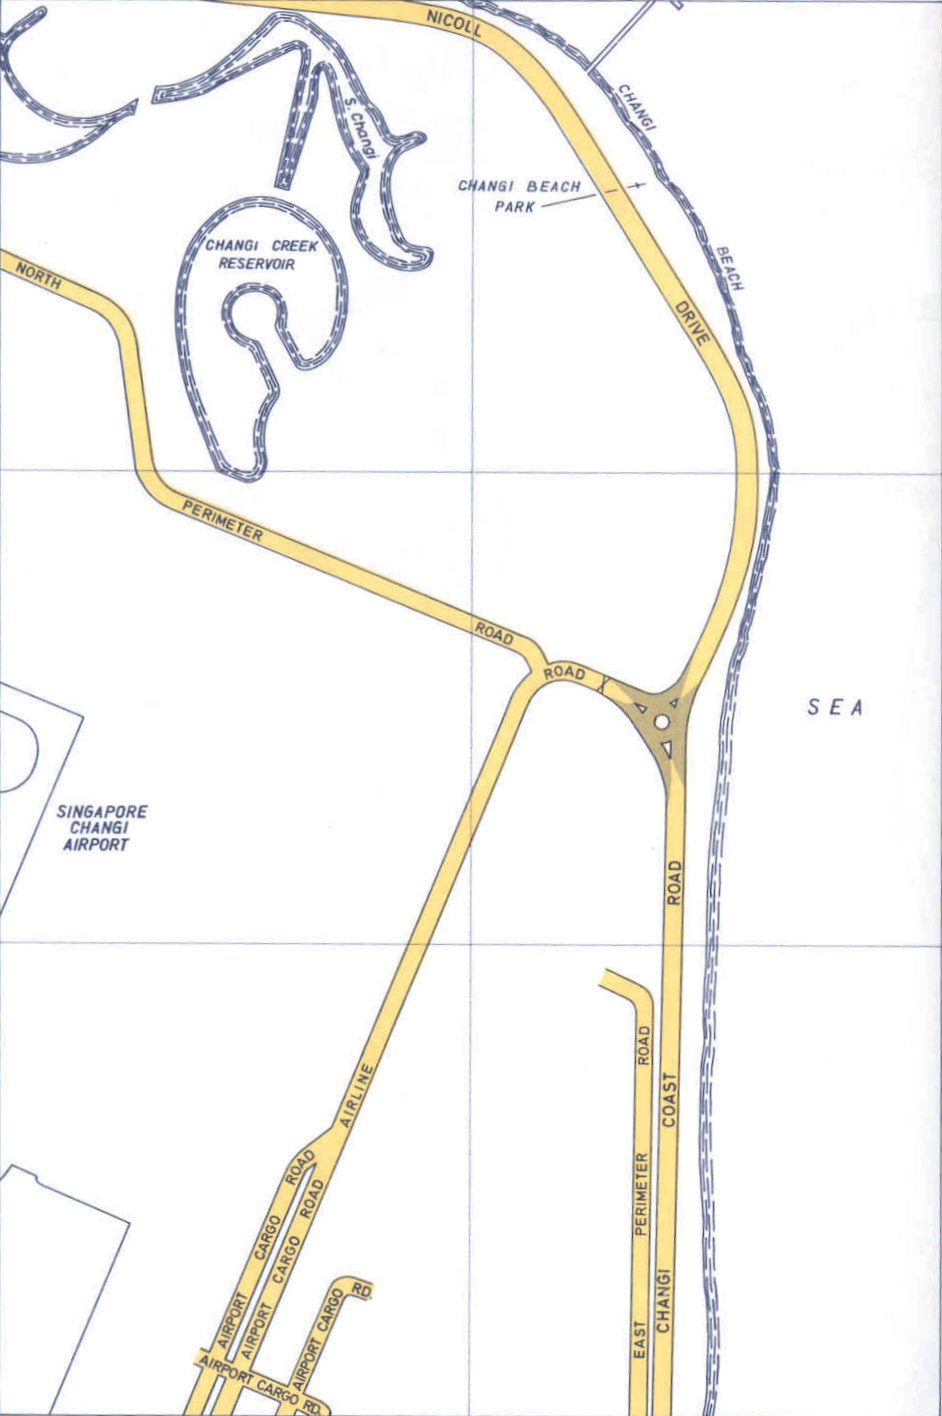 NICOLL
CHANGI
S. Changi
CHANGI BEACH
PARK
CHANGI CREEK
RESERVOIR
BEACH
NORTH
DRIVE
PERIMETER
ROAD
ROAD
SEA
SINGAPORE
CHANGI
AIRPORT
ROAD
ROAD
AIRLINE
COAST
ROAD
ROAD
PERIMETER
CARGO
CARGO
CHANGI
RD.
AIRPORT CARGO
AIRPORT
AIRPORT
EAST
AIRPORT CARGO RD.